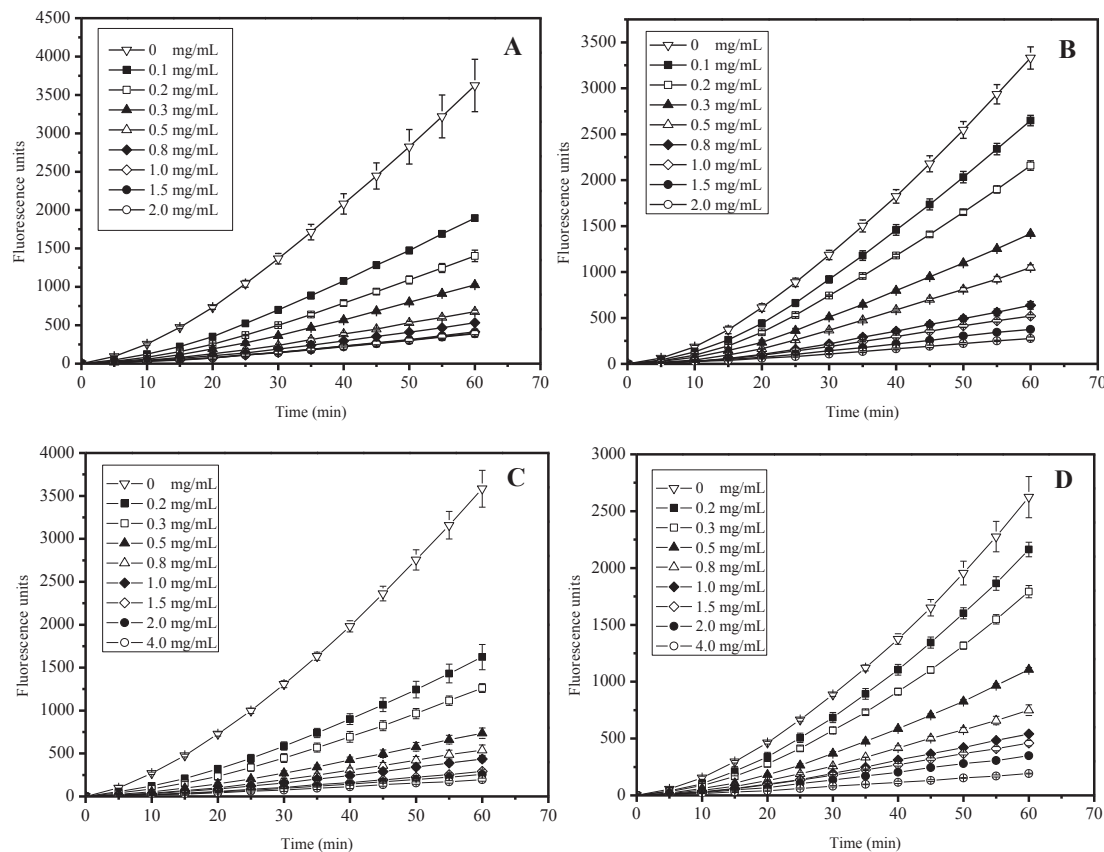 4500
4000
3500
3000
2500
2000
1500
1000
500
0
Fluorescence units
0 mg/mL
0.1 mg/mL
0.2 mg/mL
0.3 mg/mL
0.5 mg/mL
0.8 mg/mL
1.0 mg/mL
1.5 mg/mL
2.0 mg/mL
A
0 10 20 30 40 50 60 70
Time (min)
3500
3000
2500
2000
1500
1000
500
0
Fluorescence units
0 mg/mL
0.1 mg/mL
0.2 mg/mL
0.3 mg/mL
0.5 mg/mL
0.8 mg/mL
1.0 mg/mL
1.5 mg/mL
2.0 mg/mL
B
0 10 20 30 40 50 60 70
Time (min)
4000
3500
3000
2500
2000
1500
1000
500
0
Fluorescence units
0 mg/mL
0.2 mg/mL
0.3 mg/mL
0.5 mg/mL
0.8 mg/mL
1.0 mg/mL
1.5 mg/mL
2.0 mg/mL
4.0 mg/mL
C
0 10 20 30 40 50 60 70
Time (min)
3000
2500
2000
1500
1000
500
0
Fluorescence units
0 mg/mL
0.2 mg/mL
0.3 mg/mL
0.5 mg/mL
0.8 mg/mL
1.0 mg/mL
1.5 mg/mL
2.0 mg/mL
4.0 mg/mL
D
0 10 20 30 40 50 60 70
Time (min)